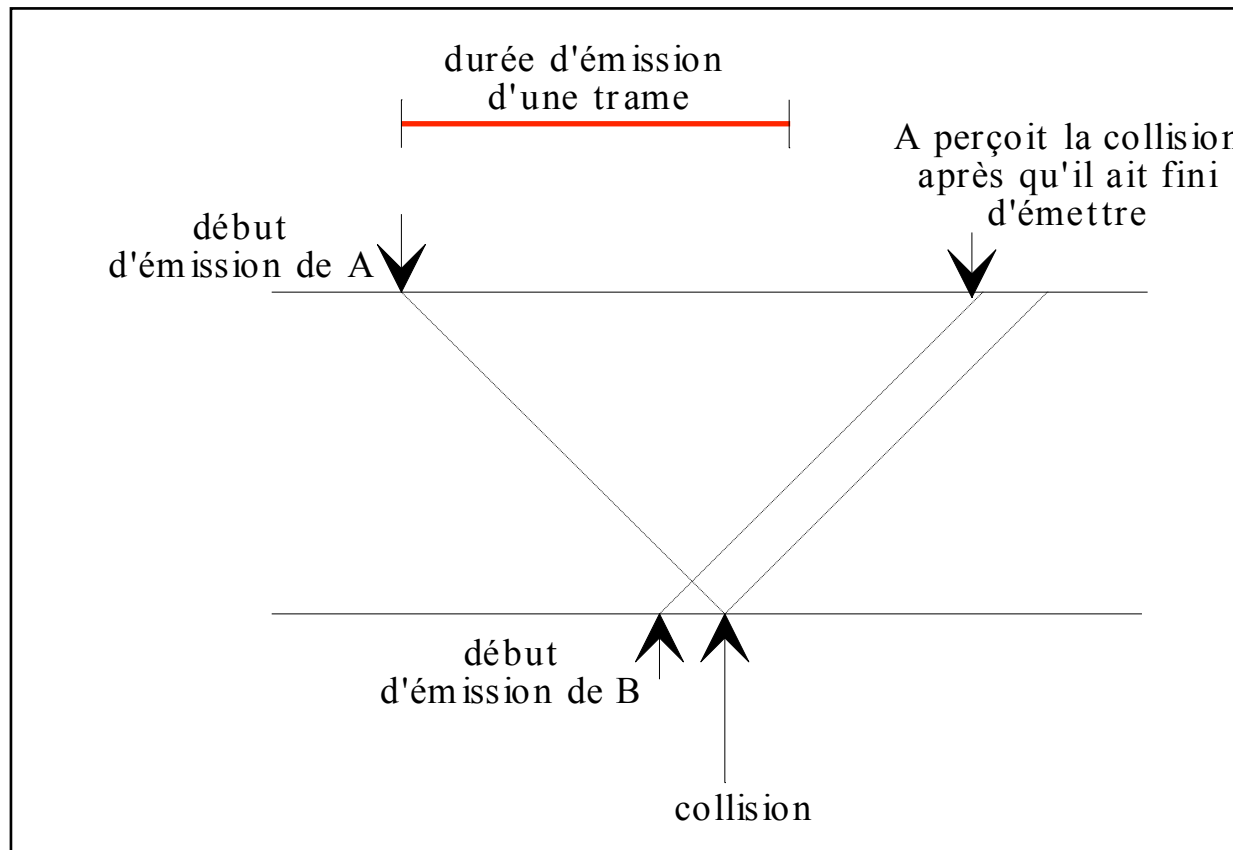 durée d'émission
d'une trame
A perçoit la collision
après qu'il ait fini
d'émettre
début
d'émission de A
début
d'émission de B
collision